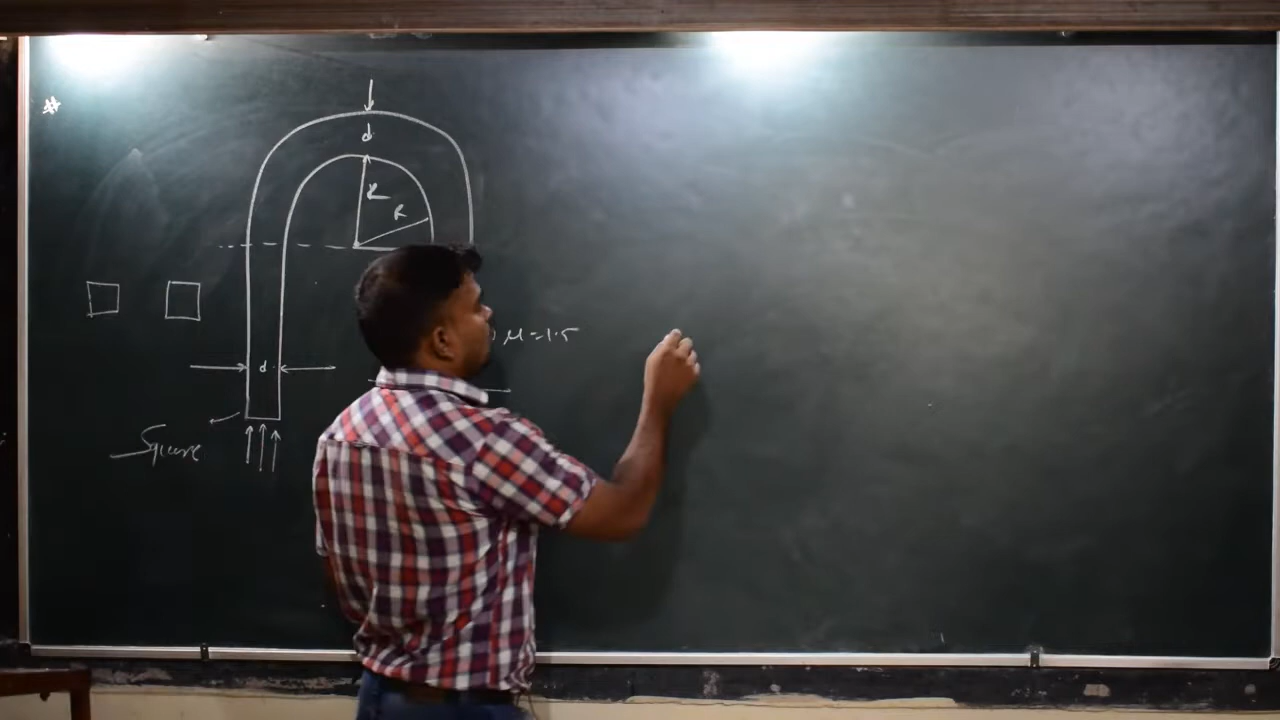 d
R
R
μ = 1.5
d
Square